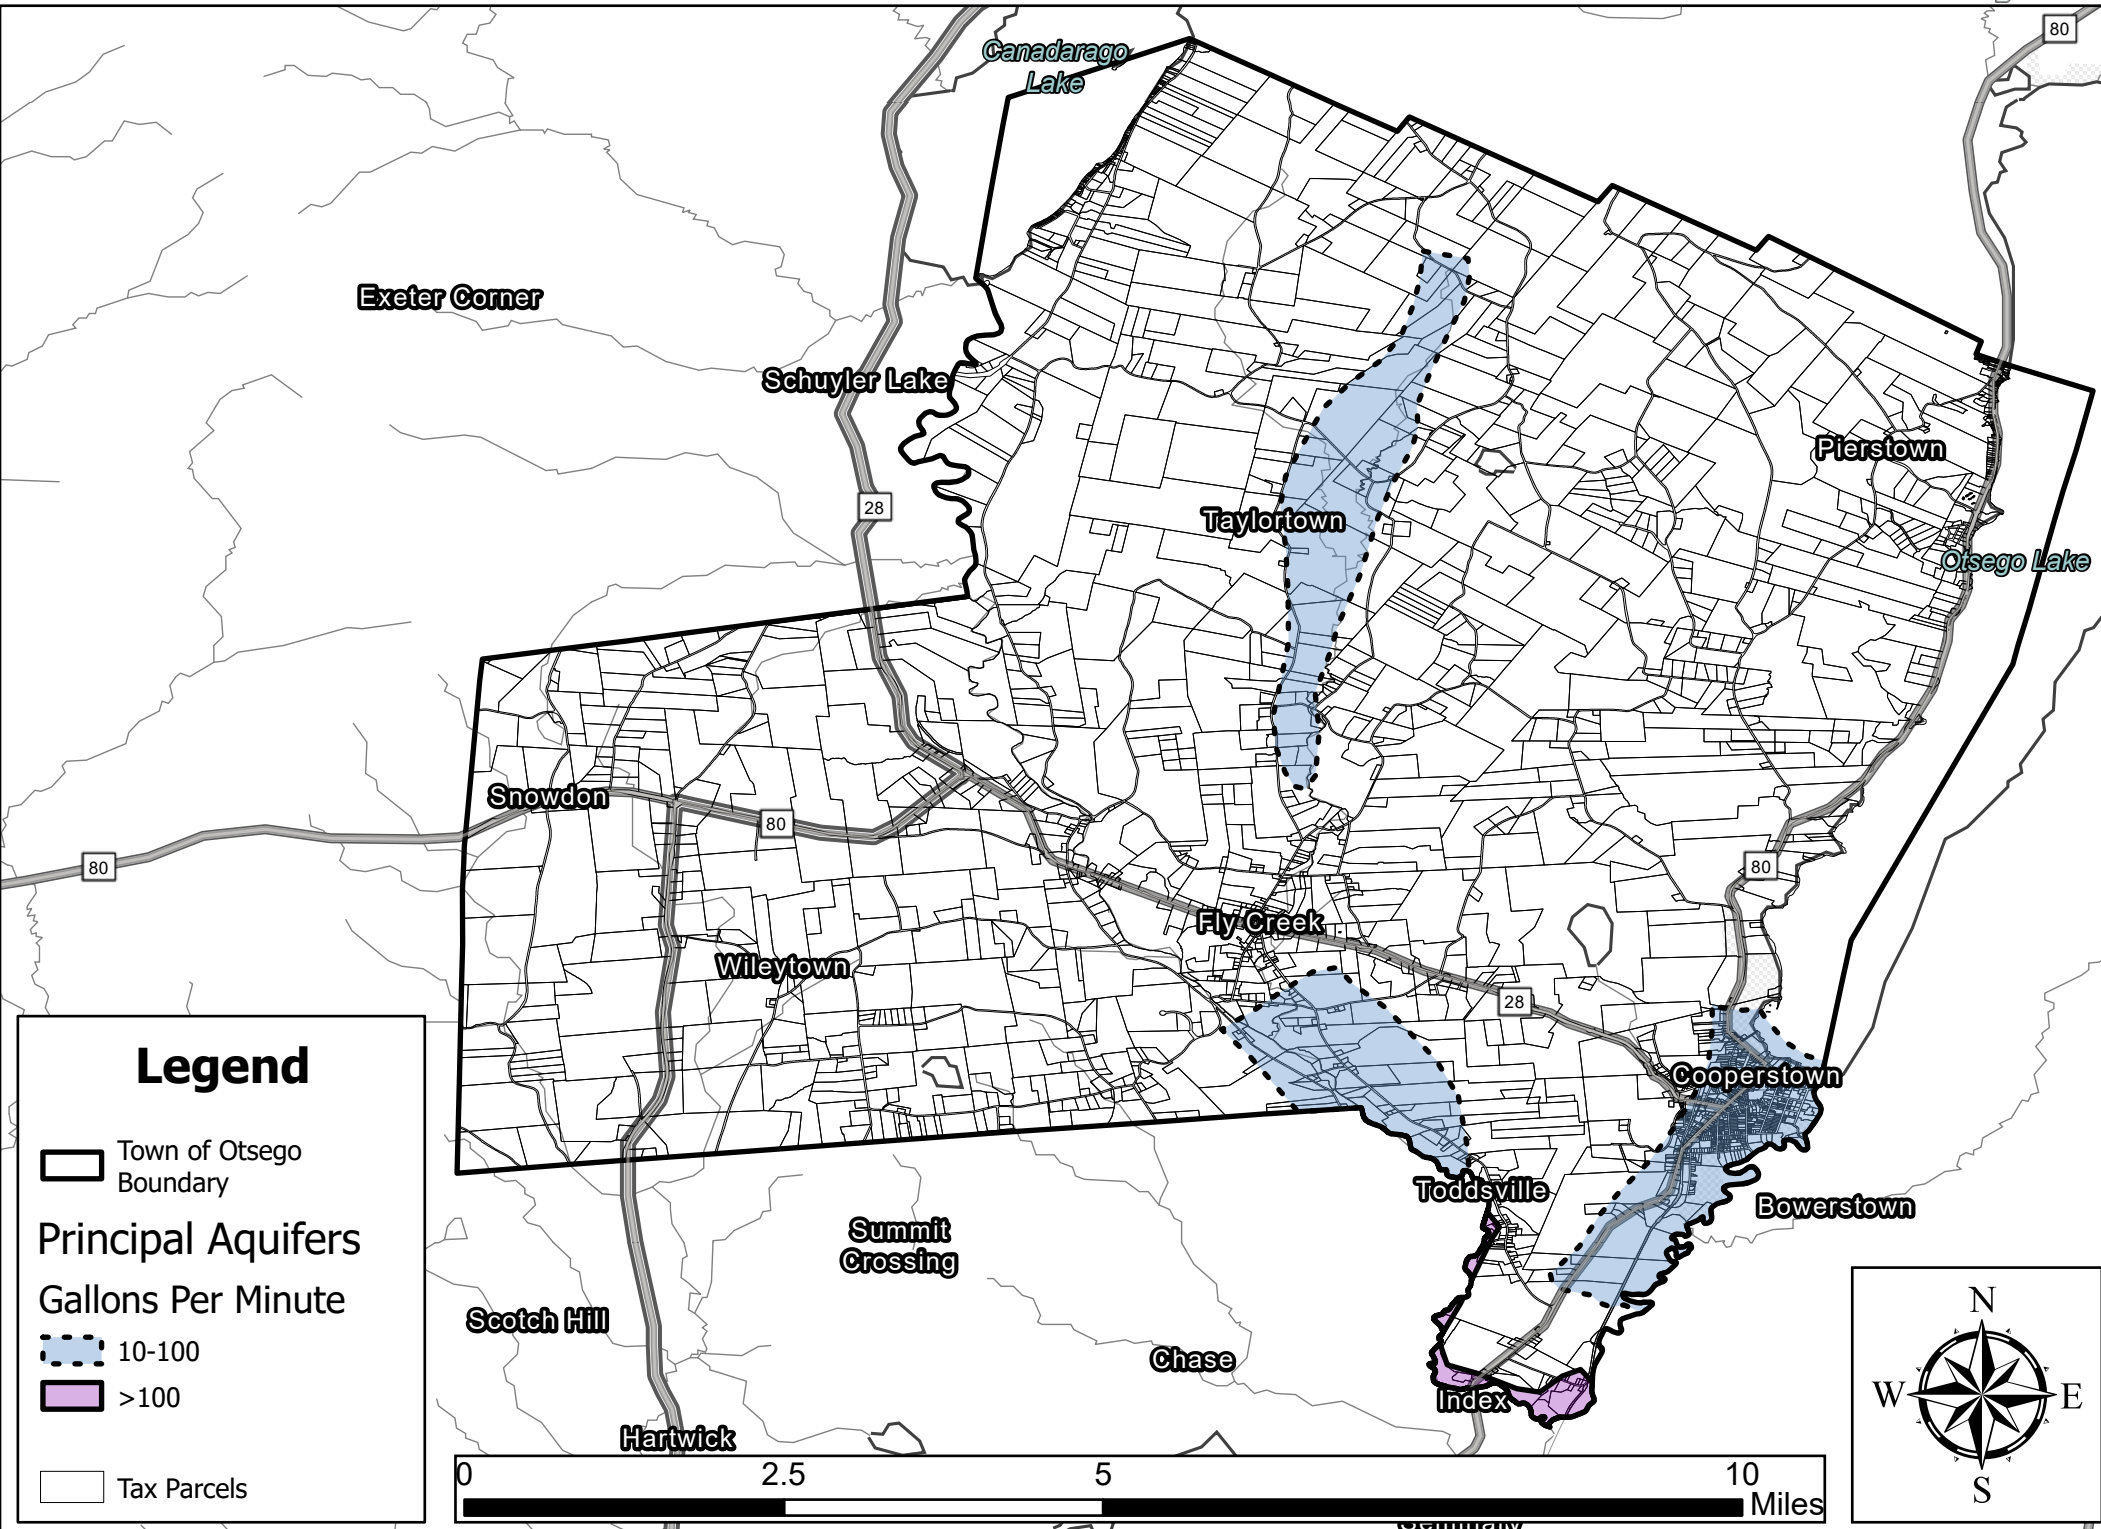 80
Canadarago
Lake
Exeter Corner
Schuyler Lake
Pierstown
28
Taylortown
Otsego Lake
Snowdon
80
80
80
Fly Creek
Wileytown
28
Cooperstown
Toddsville
Bowerstown
Summit
Crossing
Scotch Hill
Chase
Index
Hartwick
Legend
Town of Otsego
Boundary
Principal Aquifers
Gallons Per Minute
10-100
>100
Tax Parcels
0 2.5 5 10
Miles
N
W E
S